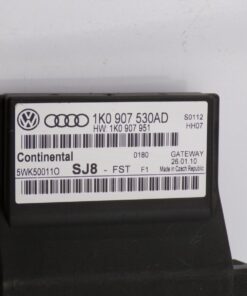 1K0 907 530AD
HW: 1K0 907 951
S0112
HH07
Continental
0180
GATEWAY
26.01.10
5WK50011O
SJ8 - FST F1
Made in Czech Republic